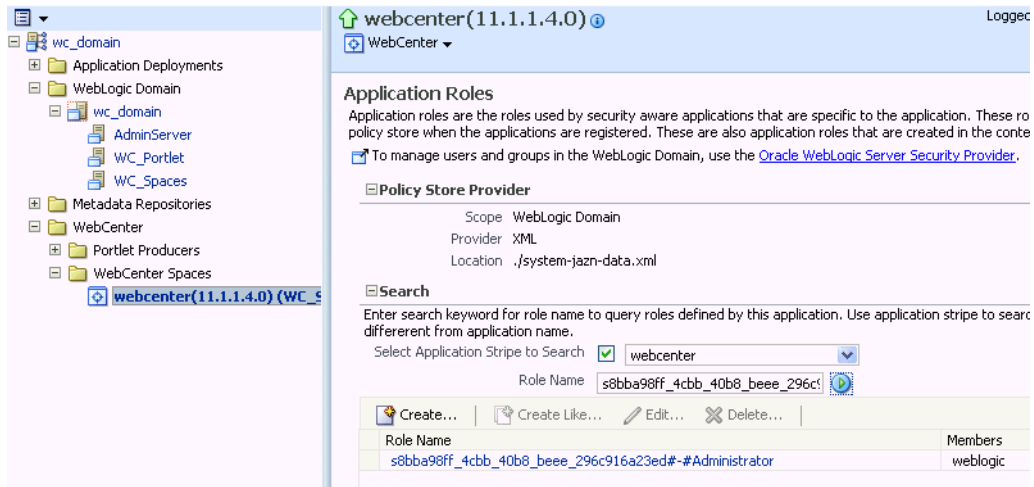 wc_domain
Application Deployments
WebLogic Domain
wc_domain
AdminServer
WC_Portlet
WC_Spaces
Metadata Repositories
WebCenter
Portlet Producers
WebCenter Spaces
webcenter(11.1.1.4.0) (WC_S
webcenter(11.1.1.4.0)
Logged
WebCenter
Application Roles
Application roles are the roles used by security aware applications that are specific to the application. These ro
policy store when the applications are registered. These are also application roles that are created in the conte
To manage users and groups in the WebLogic Domain, use the Oracle WebLogic Server Security Provider.
Policy Store Provider
Scope WebLogic Domain
Provider XML
Location ./system-jazn-data.xml
Search
Enter search keyword for role name to query roles defined by this application. Use application stripe to searc
differerent from application name.
Select Application Stripe to Search webcenter
Role Name s8bba98ff_4cbb_40b8_beee_296c9
Create... Create Like... Edit... Delete...
Role Name Members
s8bba98ff_4cbb_40b8_beee_296c916a23ed#-#Administrator weblogic